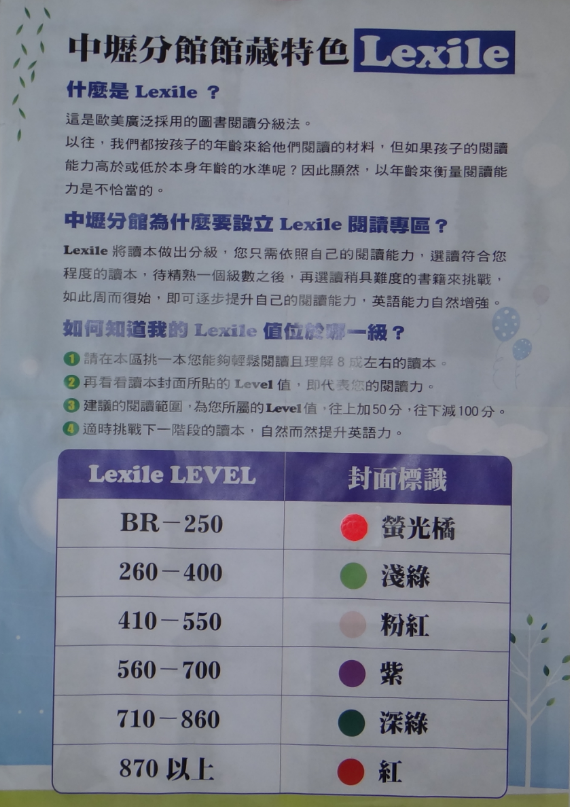 中壢分館館藏特色 Lexile
什麼是 Lexile ?
這是歐美廣泛採用的圖書閱讀分級法。
以往，我們都按孩子的年齡來給他們閱讀的材料，但如果孩子的閱讀
能力高於或低於本身年齡的水準呢？因此顯然，以年齡來衡量閱讀能
力是不恰當的。
中壢分館為什麼要設立 Lexile 閱讀專區？
Lexile 將讀本做出分級，您只需依照自己的閱讀能力，選讀符合您
程度的讀本，待精熟一個級數之後，再選讀稍具難度的書籍來挑戰，
如此周而復始，即可逐步提升自己的閱讀能力，英語能力自然增強。
如何知道我的 Lexile 值位於哪一級？
1 請在本區挑一本您能夠輕鬆閱讀且理解 8 成左右的讀本。
2 再看看讀本封面所貼的 Level 值，即代表您的閱讀力。
3 建議的閱讀範圍，為您所屬的Level值，往上加50分，往下減100分。
4 適時挑戰下一階段的讀本，自然而然提升英語力。
Lexile LEVEL 封面標識
BR－250 螢光橘
260－400 淺綠
410－550 粉紅
560－700 紫
710－860 深綠
870 以上 紅